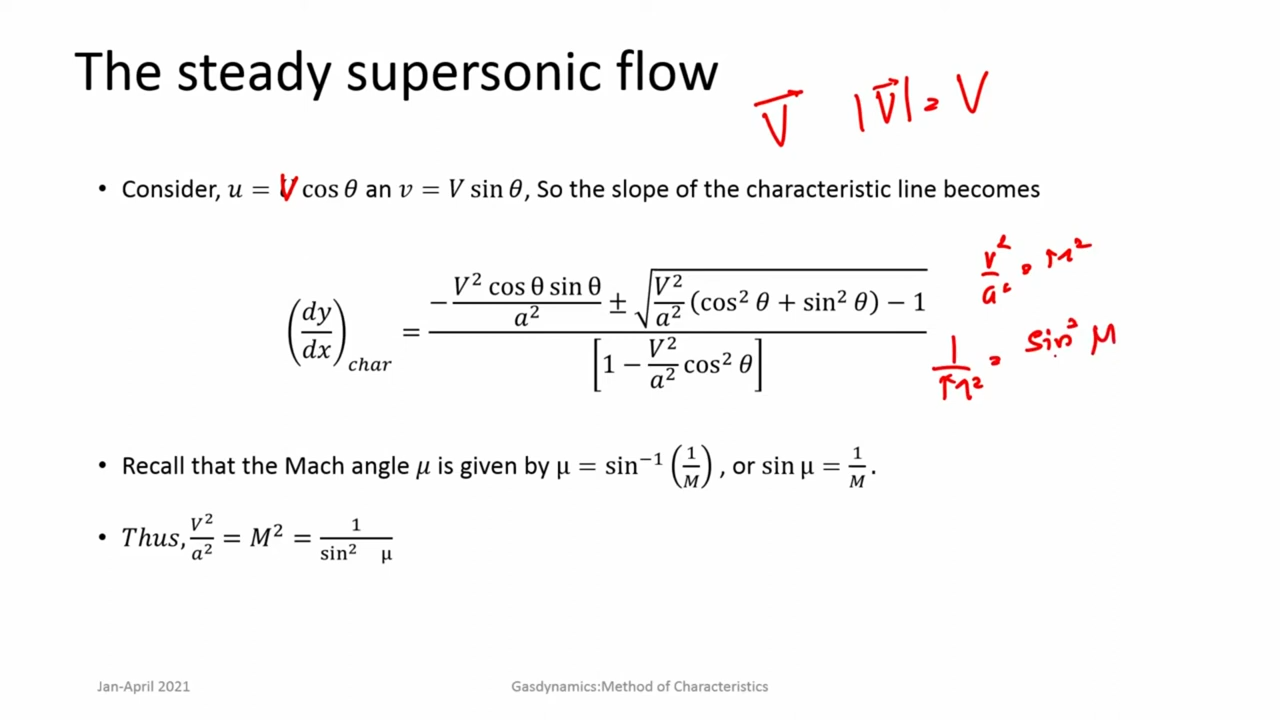 The steady supersonic flow
V⃗ |V⃗| = V
• Consider, u = V cos θ an v = V sin θ, So the slope of the characteristic line becomes
(dy/dx)char = (−(V² cos θ sin θ)/a² ± √(V²/a² (cos² θ + sin² θ) − 1)) / [1 − V²/a² cos² θ]
V²/a² = M²
1/M² = sin² μ
• Recall that the Mach angle μ is given by μ = sin⁻¹ (1/M) , or sin μ = 1/M.
• Thus, V²/a² = M² = 1/(sin² μ)
Jan-April 2021 Gasdynamics:Method of Characteristics